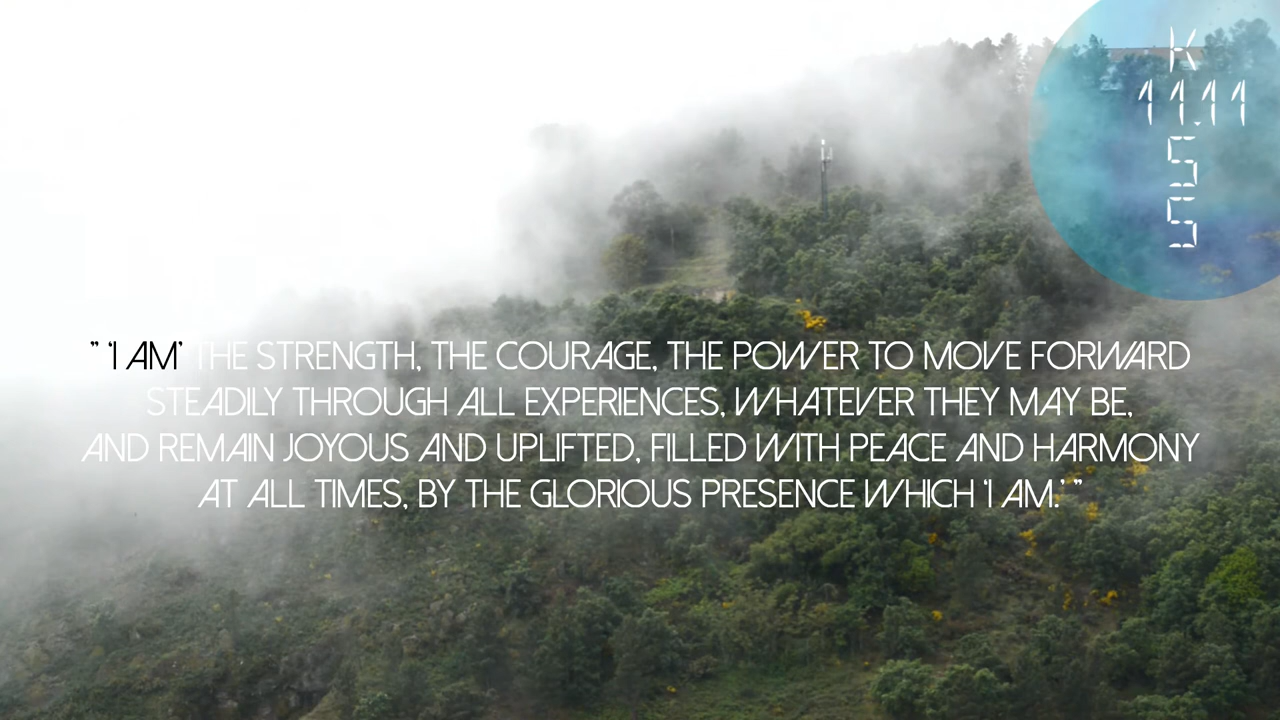 K
11.11
S
S
" 'I AM' THE STRENGTH, THE COURAGE, THE POWER TO MOVE FORWARD
STEADILY THROUGH ALL EXPERIENCES, WHATEVER THEY MAY BE,
AND REMAIN JOYOUS AND UPLIFTED, FILLED WITH PEACE AND HARMONY
AT ALL TIMES, BY THE GLORIOUS PRESENCE WHICH 'I AM.' "